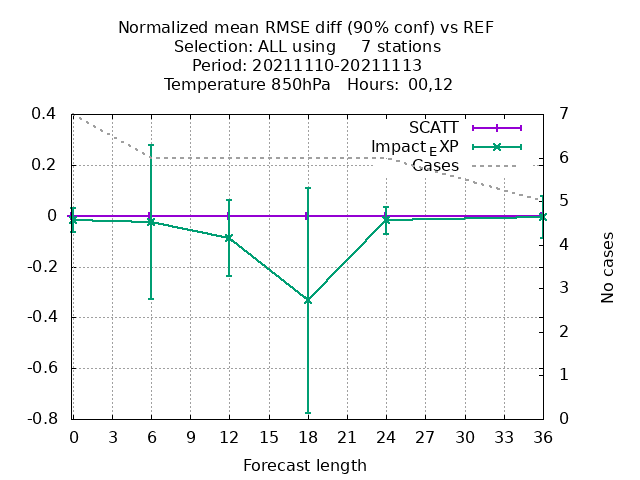 Normalized mean RMSE diff (90% conf) vs REF
Selection: ALL using 7 stations
Period: 20211110-20211113
Temperature 850hPa Hours: 00,12
0.4
0.2
0
-0.2
-0.4
-0.6
-0.8
SCATT
Impact_EXP
Cases
7
6
5
4
3
2
1
0
No cases
0 3 6 9 12 15 18 21 24 27 30 33 36
Forecast length